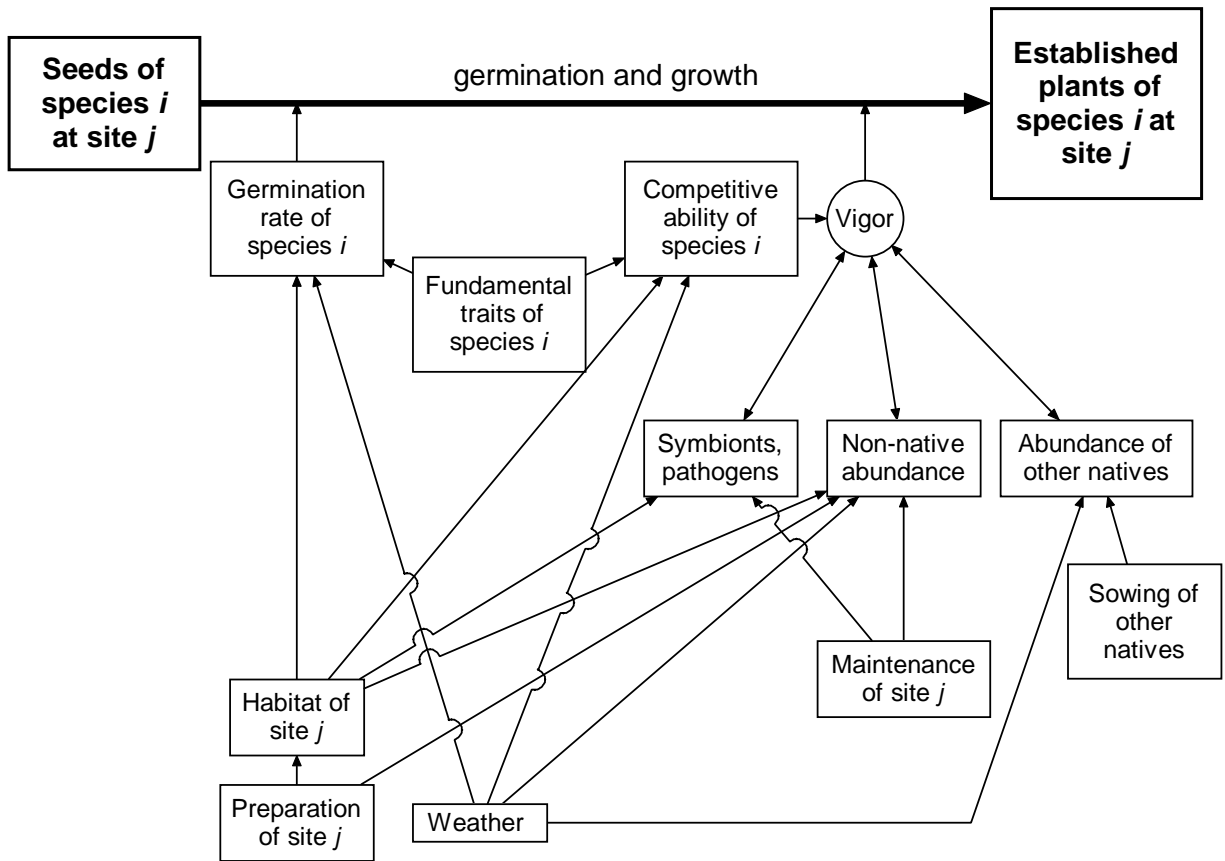 Seeds of
species i
at site j
germination and growth
Established
plants of
species i at
site j
Germination
rate of
species i
Competitive
ability of
species i
Vigor
Fundamental
traits of
species i
Symbionts,
pathogens
Non-native
abundance
Abundance of
other natives
Sowing of
other
natives
Maintenance
of site j
Habitat of
site j
Preparation
of site j
Weather